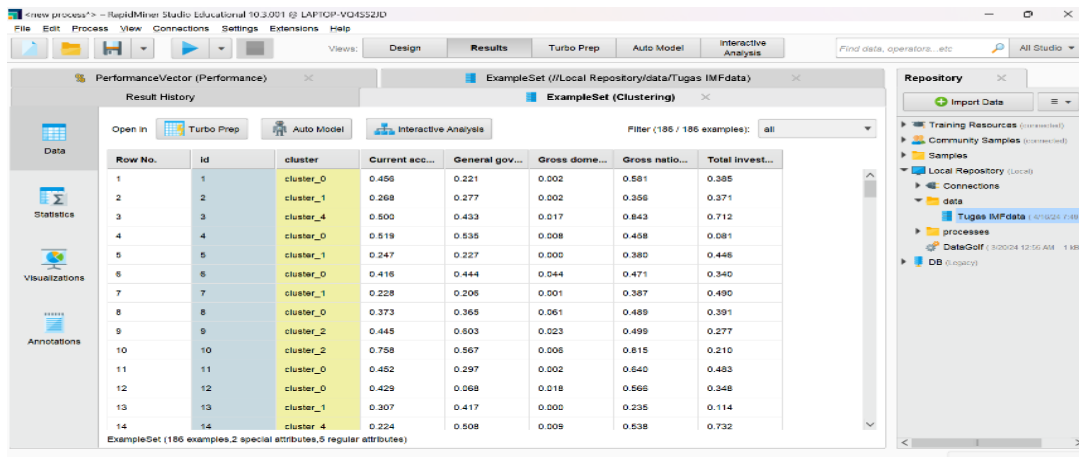 <new process*> – RapidMiner Studio Educational 10.3.001 @ LAPTOP-VQ4SS2JD
File Edit Process View Connections Settings Extensions Help
Views: Design Results Turbo Prep Auto Model Interactive Analysis Find data, operators...etc All Studio
PerformanceVector (Performance) ExampleSet (//Local Repository/data/Tugas IMFdata)
Result History ExampleSet (Clustering)
Open in Turbo Prep Auto Model Interactive Analysis Filter (186 / 186 examples): all
Data
Statistics
Visualizations
Annotations
Row No. id cluster Current acc... General gov... Gross dome... Gross natio... Total invest...
1 1 cluster_0 0.456 0.221 0.002 0.581 0.385
2 2 cluster_1 0.268 0.277 0.002 0.356 0.371
3 3 cluster_4 0.500 0.433 0.017 0.843 0.712
4 4 cluster_0 0.519 0.535 0.008 0.458 0.081
5 5 cluster_1 0.247 0.227 0.000 0.380 0.446
6 6 cluster_0 0.416 0.444 0.044 0.471 0.340
7 7 cluster_1 0.228 0.206 0.001 0.387 0.490
8 8 cluster_0 0.373 0.365 0.061 0.489 0.391
9 9 cluster_2 0.445 0.603 0.023 0.499 0.277
10 10 cluster_2 0.758 0.567 0.006 0.815 0.210
11 11 cluster_0 0.452 0.297 0.002 0.640 0.483
12 12 cluster_0 0.429 0.068 0.018 0.566 0.348
13 13 cluster_1 0.307 0.417 0.000 0.235 0.114
14 14 cluster_4 0.224 0.508 0.009 0.538 0.732
ExampleSet (186 examples,2 special attributes,5 regular attributes)
Repository
Import Data
Training Resources (connected)
Community Samples (connected)
Samples
Local Repository (Local)
Connections
data
Tugas IMFdata
processes
DataGolf ( 3/20/24 12:56 AM 1 kB
DB (Legacy)